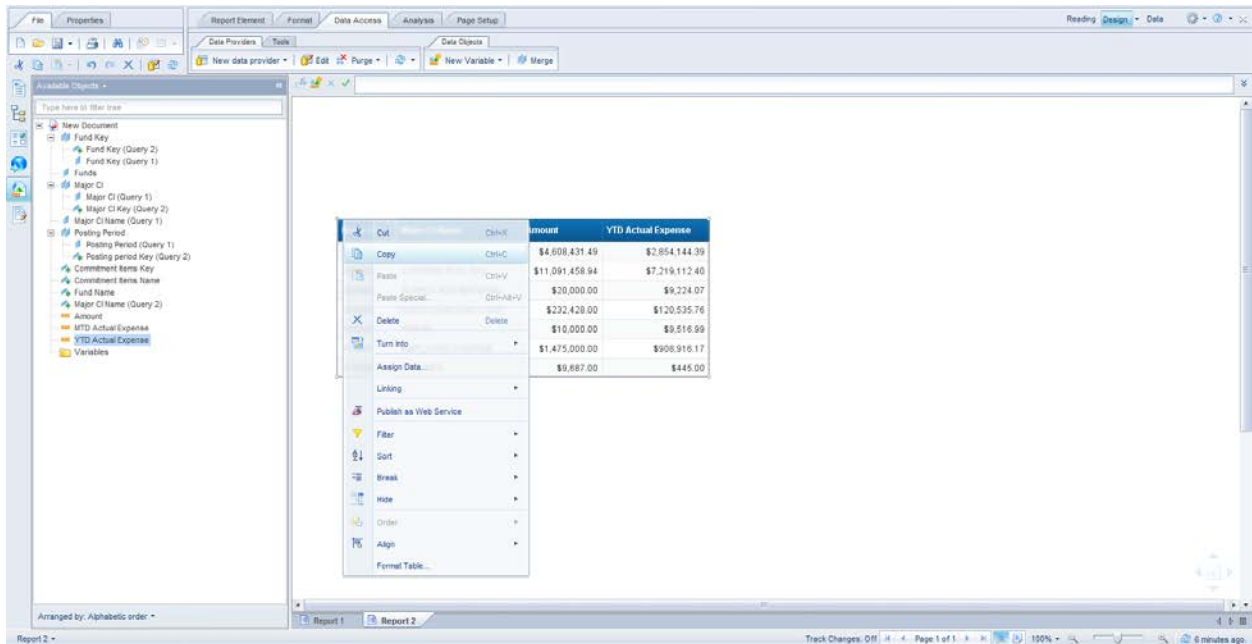 File Properties
Report Element Format Data Access Analysis Page Setup
Reading Design Data
Data Providers Tools
Data Objects
New data provider Edit Purge New Variable Merge
Available Objects
Type here to filter tree
New Document
Fund Key
Fund Key (Query 2)
Fund Key (Query 1)
Funds
Major CI
Major CI (Query 1)
Major CI Key (Query 2)
Major CI Name (Query 1)
Posting Period
Posting Period (Query 1)
Posting period Key (Query 2)
Commitment Items Key
Commitment Items Name
Fund Name
Major CI Name (Query 2)
Amount
MTD Actual Expense
YTD Actual Expense
Variables
Amount YTD Actual Expense
$4,608,431.49 $2,854,144.39
$11,091,458.94 $7,219,112.40
$20,000.00 $9,224.07
$232,428.00 $120,535.76
$10,000.00 $9,516.99
$1,475,000.00 $908,916.17
$9,687.00 $445.00
Cut Ctrl+X
Copy Ctrl+C
Paste Ctrl+V
Paste Special... Ctrl+Alt+V
Delete Delete
Turn into
Assign Data...
Linking
Publish as Web Service
Filter
Sort
Break
Hide
Order
Align
Format Table...
Arranged by: Alphabetic order
Report 1 Report 2
Report 2
Track Changes: Off Page 1 of 1 100% 6 minutes ago